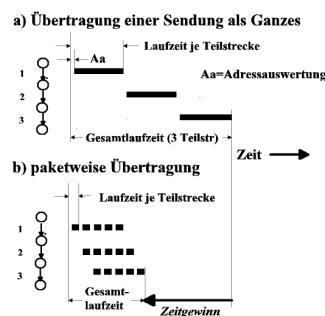 a) Übertragung einer Sendung als Ganzes
Laufzeit je Teilstrecke
Aa
1
Aa=Adressauswertung
2
3
Gesamtlaufzeit (3 Teilstr)
Zeit
b) paketweise Übertragung
Laufzeit je Teilstrecke
1
2
3
Gesamt-
laufzeit
Zeitgewinn